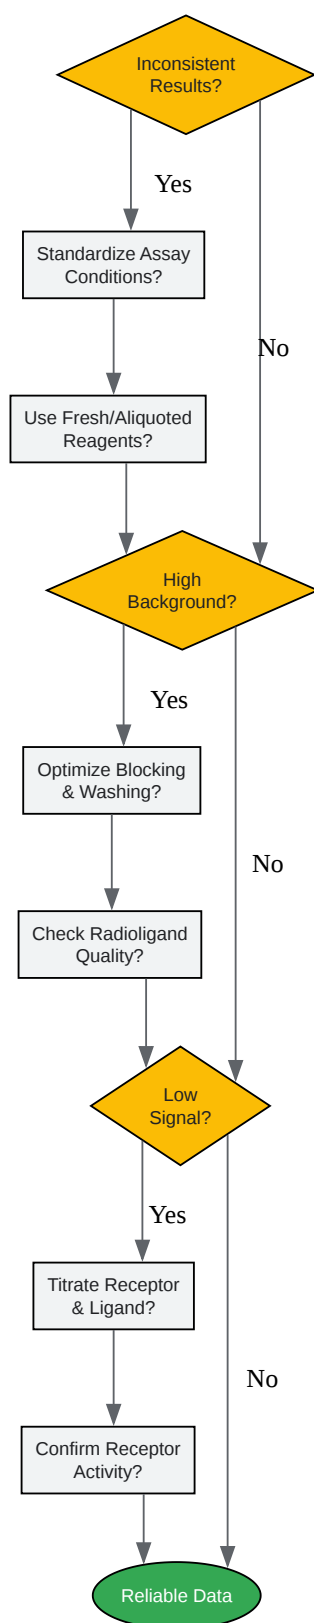 Inconsistent
Results?
Yes
Standardize Assay
Conditions?
No
Use Fresh/Aliquoted
Reagents?
High
Background?
Yes
Optimize Blocking
& Washing?
No
Check Radioligand
Quality?
Low
Signal?
Yes
Titrate Receptor
& Ligand?
No
Confirm Receptor
Activity?
Reliable Data